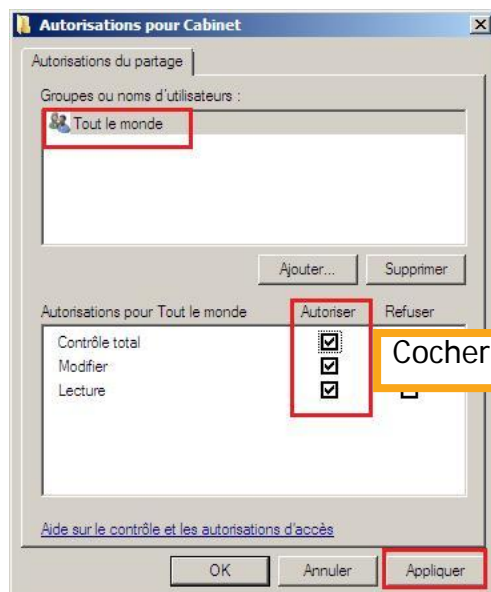 Autorisations pour Cabinet
Autorisations du partage
Groupes ou noms d'utilisateurs :
Tout le monde
Ajouter... Supprimer
Autorisations pour Tout le monde Autoriser Refuser
Contrôle total
Modifier
Lecture
Cocher
Aide sur le contrôle et les autorisations d'accès
OK Annuler Appliquer